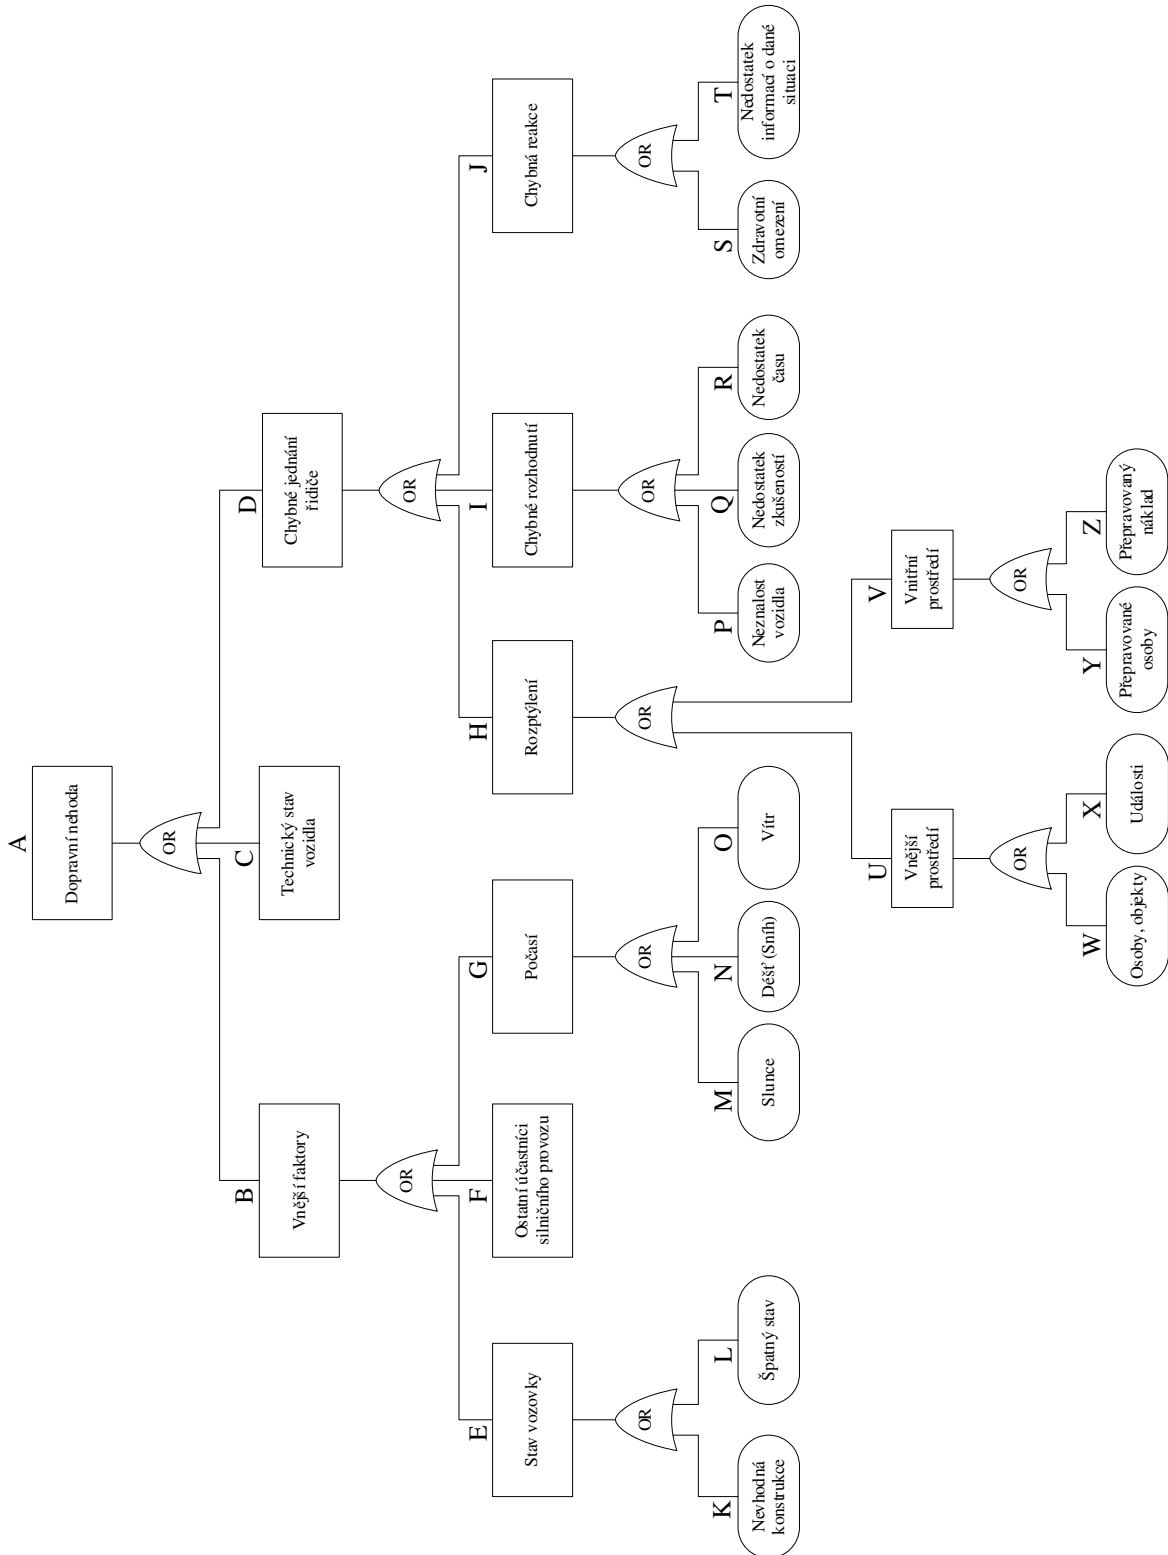 A
Dopravní nehoda
OR
B
Vnější faktory
C
Technický stav
vozidla
D
Chybné jednání
řidiče
OR
OR
E
Stav vozovky
F
Ostatní účastníci
silničního provozu
G
Počasí
H
Rozptýlení
I
Chybné rozhodnutí
J
Chybná reakce
OR
OR
OR
OR
OR
K
Nevhodná
konstrukce
L
Špatný stav
M
Slunce
N
Déšť (Sníh)
O
Vítr
P
Neznalost
vozidla
Q
Nedostatek
zkušeností
R
Nedostatek
času
S
Zdravotní
omezení
T
Nedostatek
informací o dané
situaci
U
Vnější
prostředí
V
Vnitřní
prostředí
OR
OR
W
Osoby, objekty
X
Události
Y
Přepravované
osoby
Z
Přepravovaný
náklad